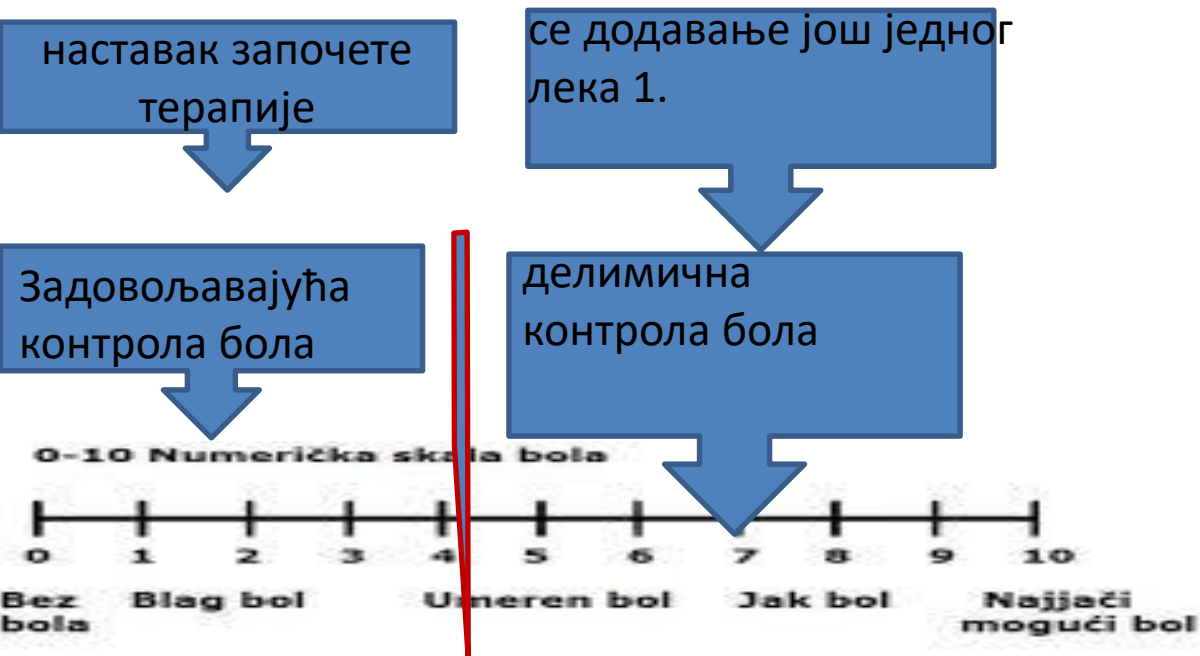 наставак започете
терапије
се додавање још једног
лека 1.
Задовољавајућа
контрола бола
делимична
контрола бола
0-10 Numerička skala bola
0 1 2 3 4 5 6 7 8 9 10
Bez
bola
Blag bol
Umeren bol
Jak bol
Najjači
mogući bol